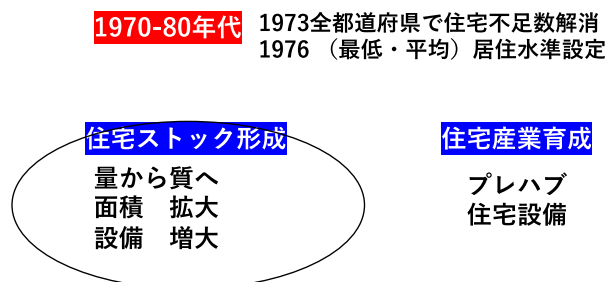 1970-80年代
1973全都道府県で住宅不足数解消
1976 （最低・平均）居住水準設定
住宅ストック形成
量から質へ
面積　拡大
設備　増大
住宅産業育成
プレハブ
住宅設備